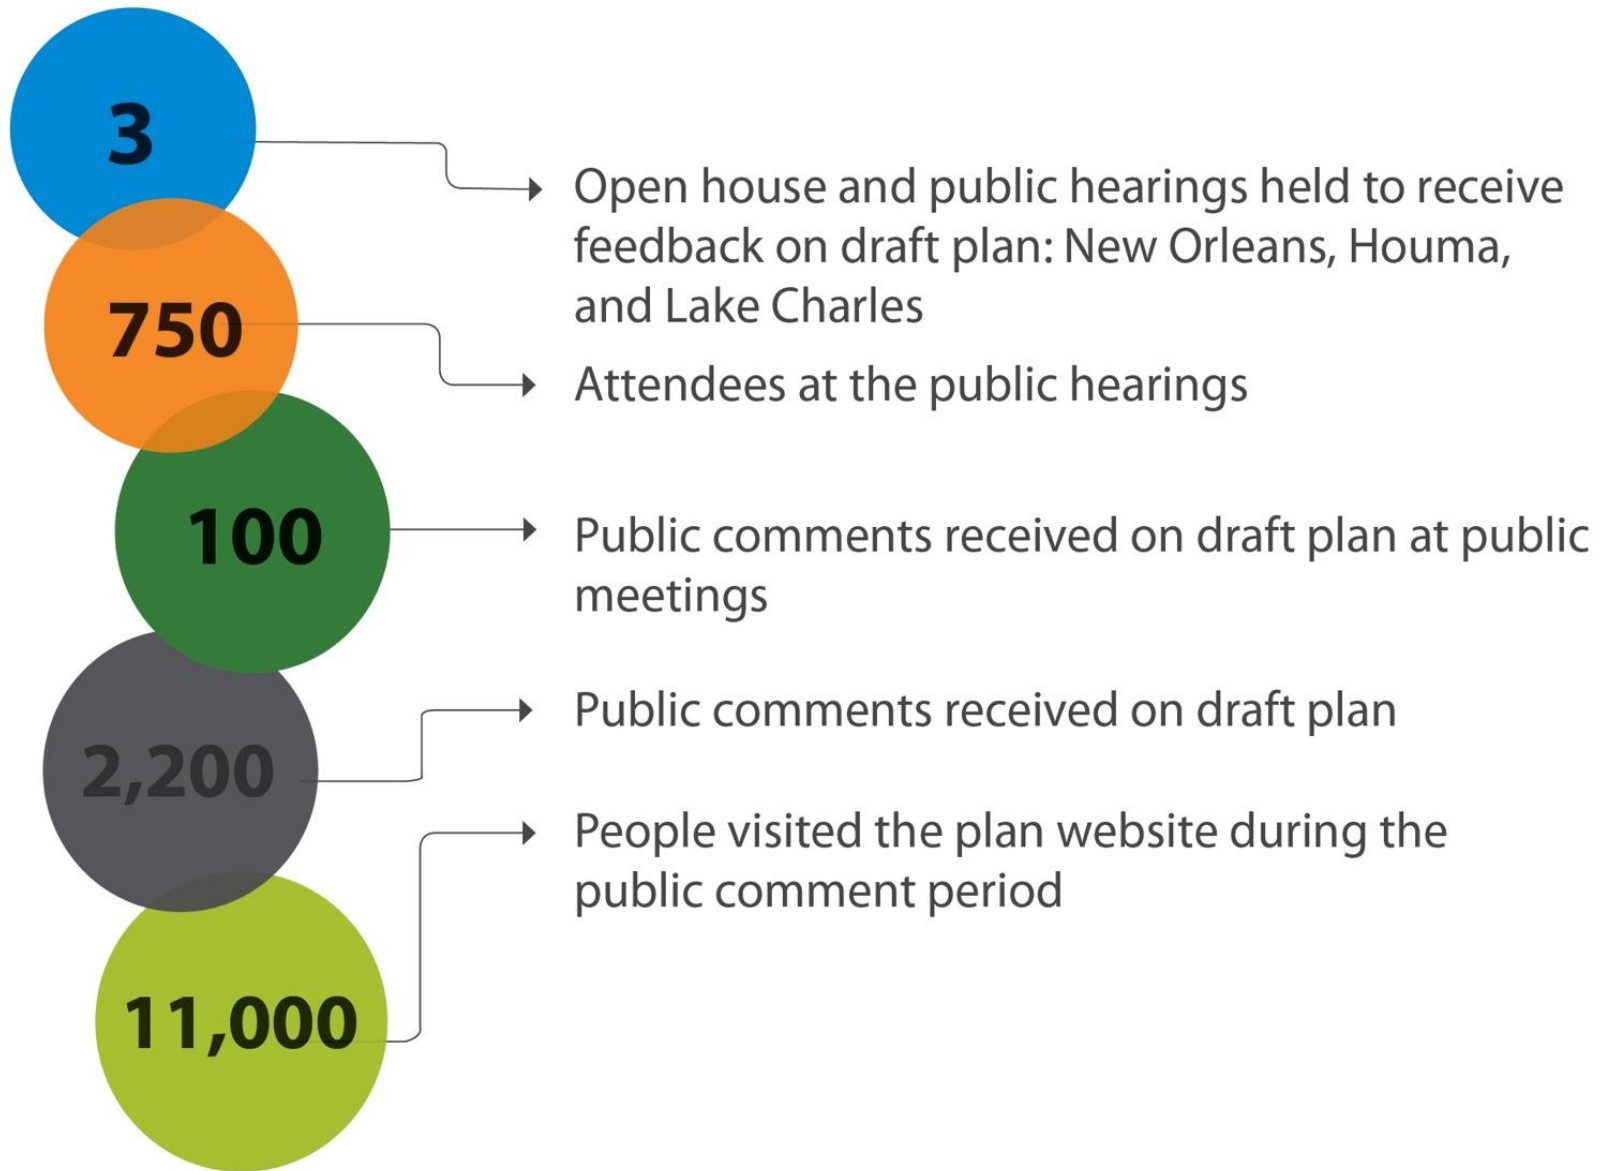 3
Open house and public hearings held to receive
feedback on draft plan: New Orleans, Houma,
and Lake Charles
750
Attendees at the public hearings
100
Public comments received on draft plan at public
meetings
2,200
Public comments received on draft plan
11,000
People visited the plan website during the
public comment period